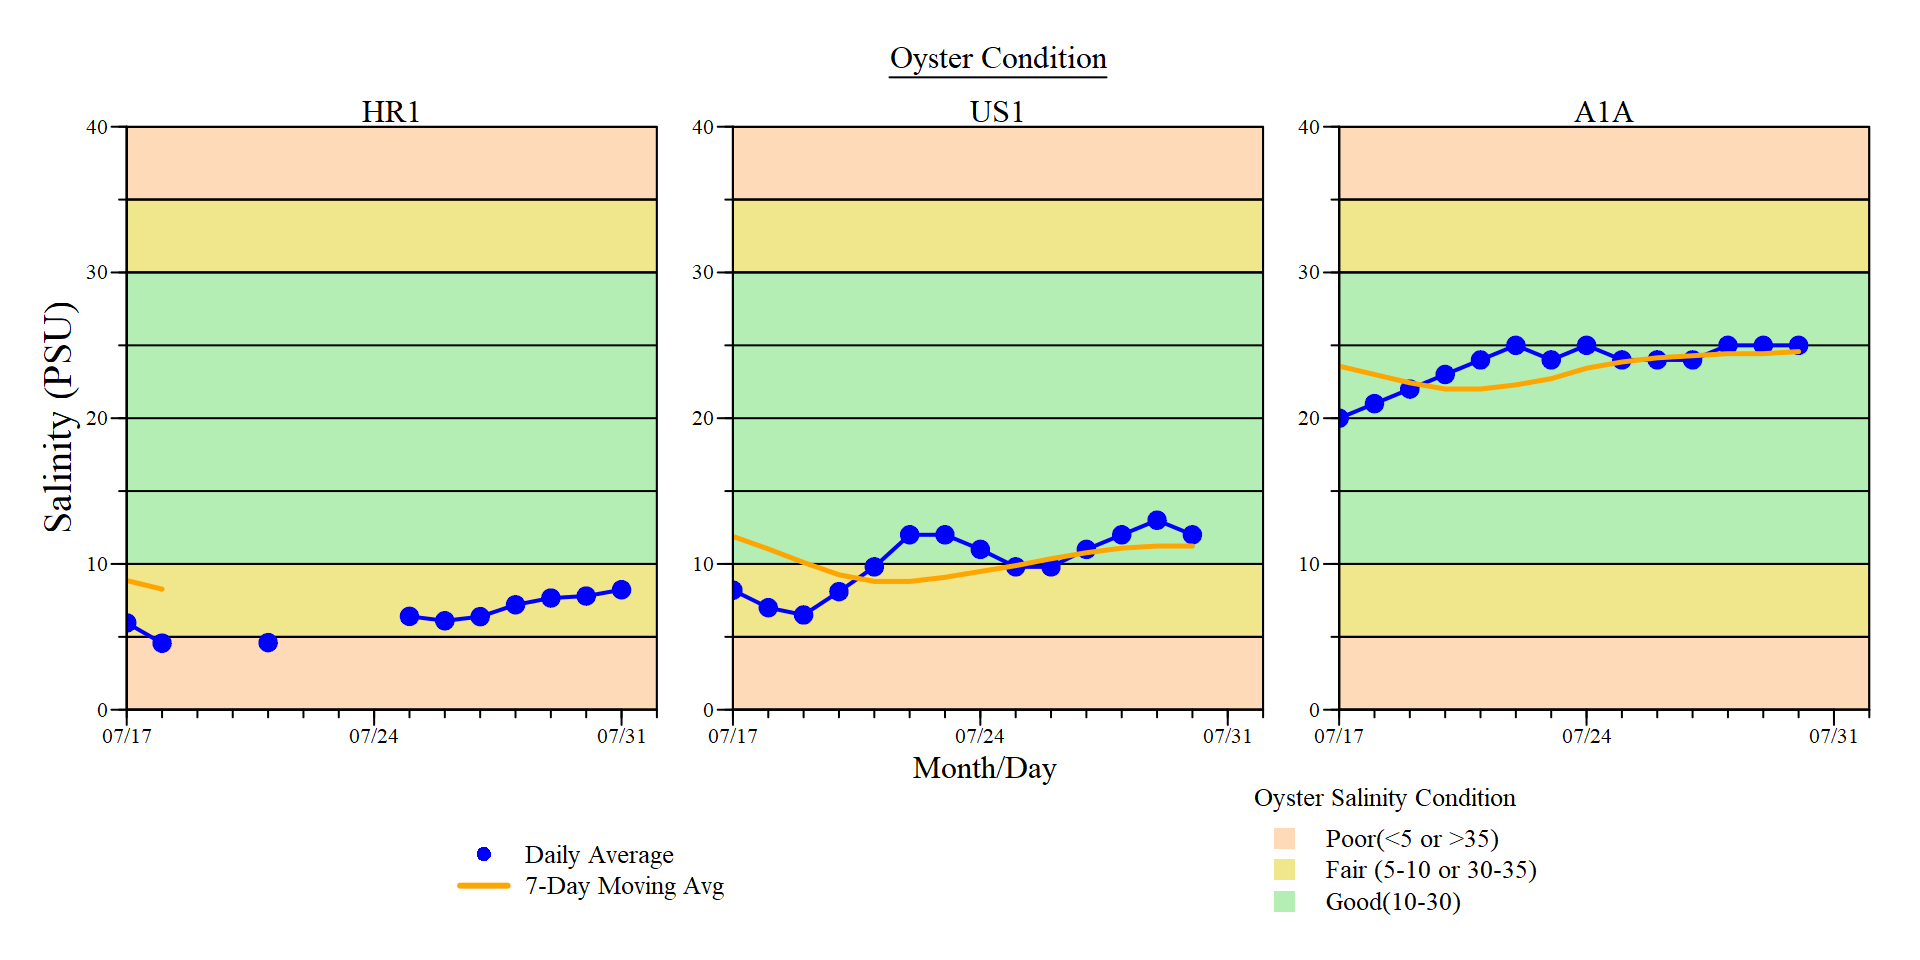 Oyster Condition
HR1
US1
A1A
Salinity (PSU)
40
30
20
10
0
07/17
07/24
07/31
40
30
20
10
0
07/17
07/24
07/31
40
30
20
10
0
07/17
07/24
07/31
Month/Day
Daily Average
7-Day Moving Avg
Oyster Salinity Condition
Poor(<5 or >35)
Fair (5-10 or 30-35)
Good(10-30)